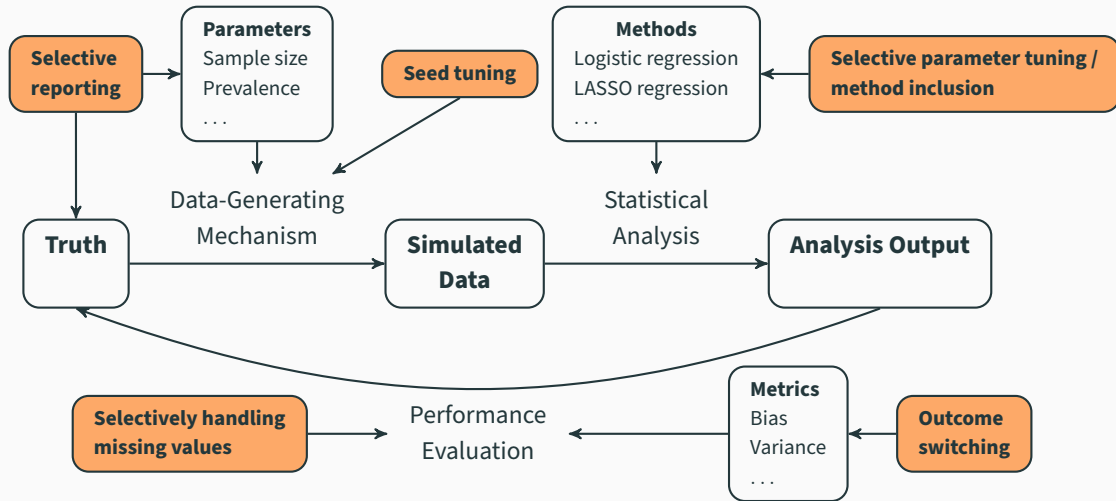 Selective
reporting
Parameters
Sample size
Prevalence
. . .
Seed tuning
Methods
Logistic regression
LASSO regression
. . .
Selective parameter tuning /
method inclusion
Data-Generating
Mechanism
Statistical
Analysis
Truth
Simulated
Data
Analysis Output
Selectively handling
missing values
Performance
Evaluation
Metrics
Bias
Variance
. . .
Outcome
switching